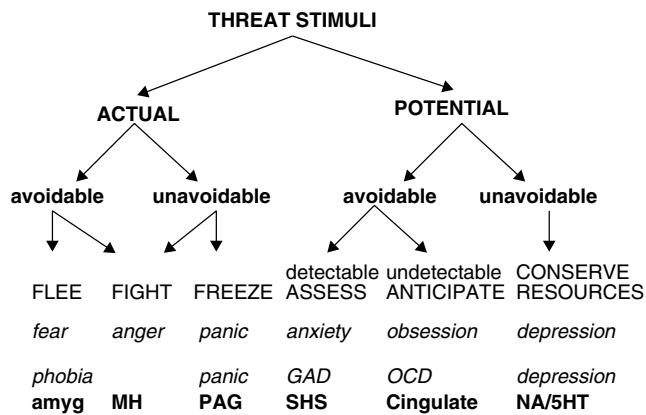 THREAT STIMULI
ACTUAL POTENTIAL
avoidable unavoidable avoidable unavoidable
detectable undetectable CONSERVE
FLEE FIGHT FREEZE ASSESS ANTICIPATE RESOURCES
fear anger panic anxiety obsession depression
phobia panic GAD OCD depression
amyg MH PAG SHS Cingulate NA/5HT